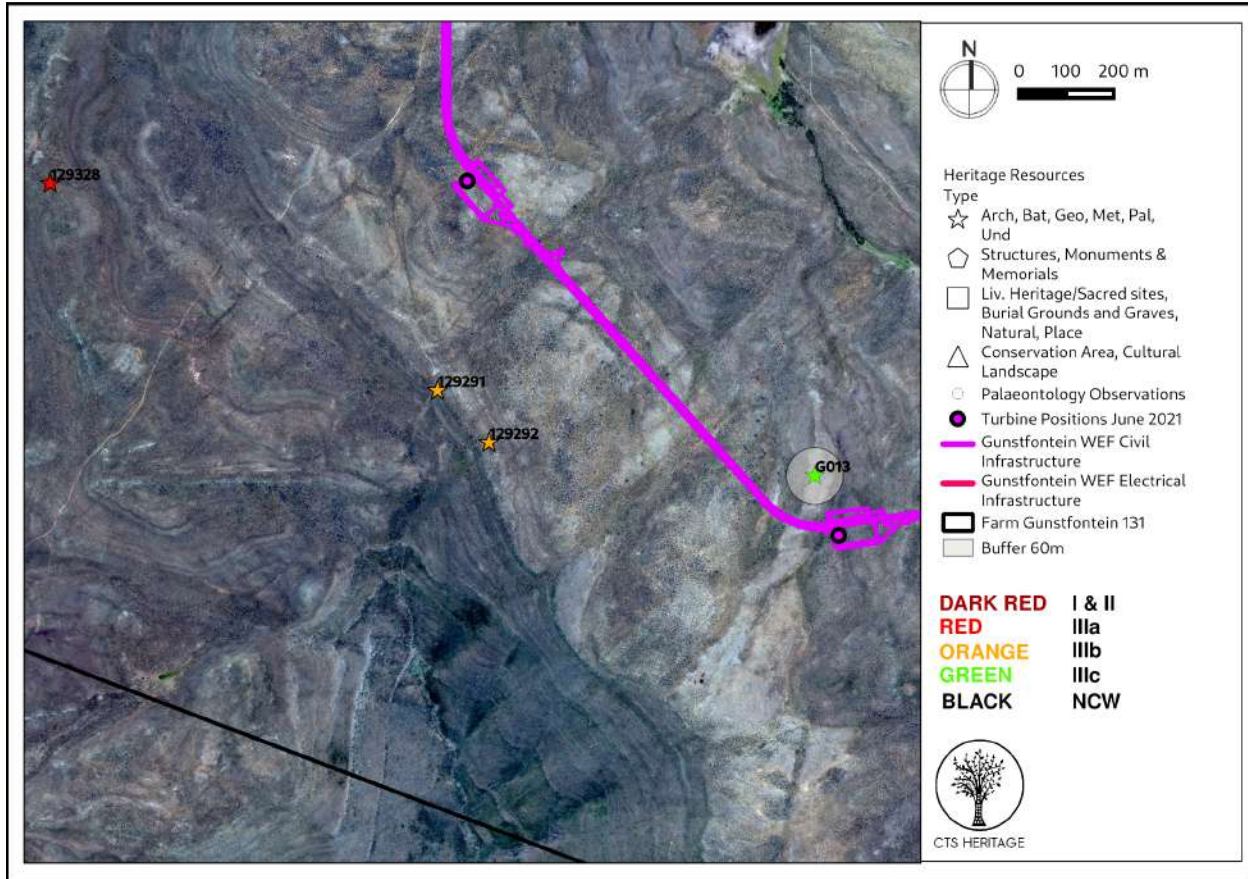 129328
129291
129292
G013
N
0 100 200 m
Heritage Resources
Type
Arch, Bat, Geo, Met, Pal,
Und
Structures, Monuments &
Memorials
Liv. Heritage/Sacred sites,
Burial Grounds and Graves,
Natural, Place
Conservation Area, Cultural
Landscape
Palaeontology Observations
Turbine Positions June 2021
Gunstfontein WEF Civil
Infrastructure
Gunstfontein WEF Electrical
Infrastructure
Farm Gunstfontein 131
Buffer 60m
DARK RED I & II
RED IIIa
ORANGE IIIb
GREEN IIIc
BLACK NCW
CTS HERITAGE